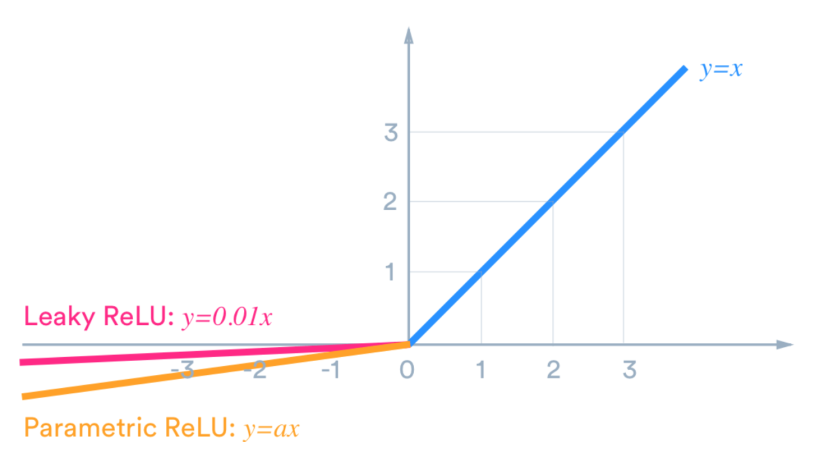 y=x
3
2
1
Leaky ReLU: y=0.01x
-3 -2 -1 0 1 2 3
Parametric ReLU: y=ax